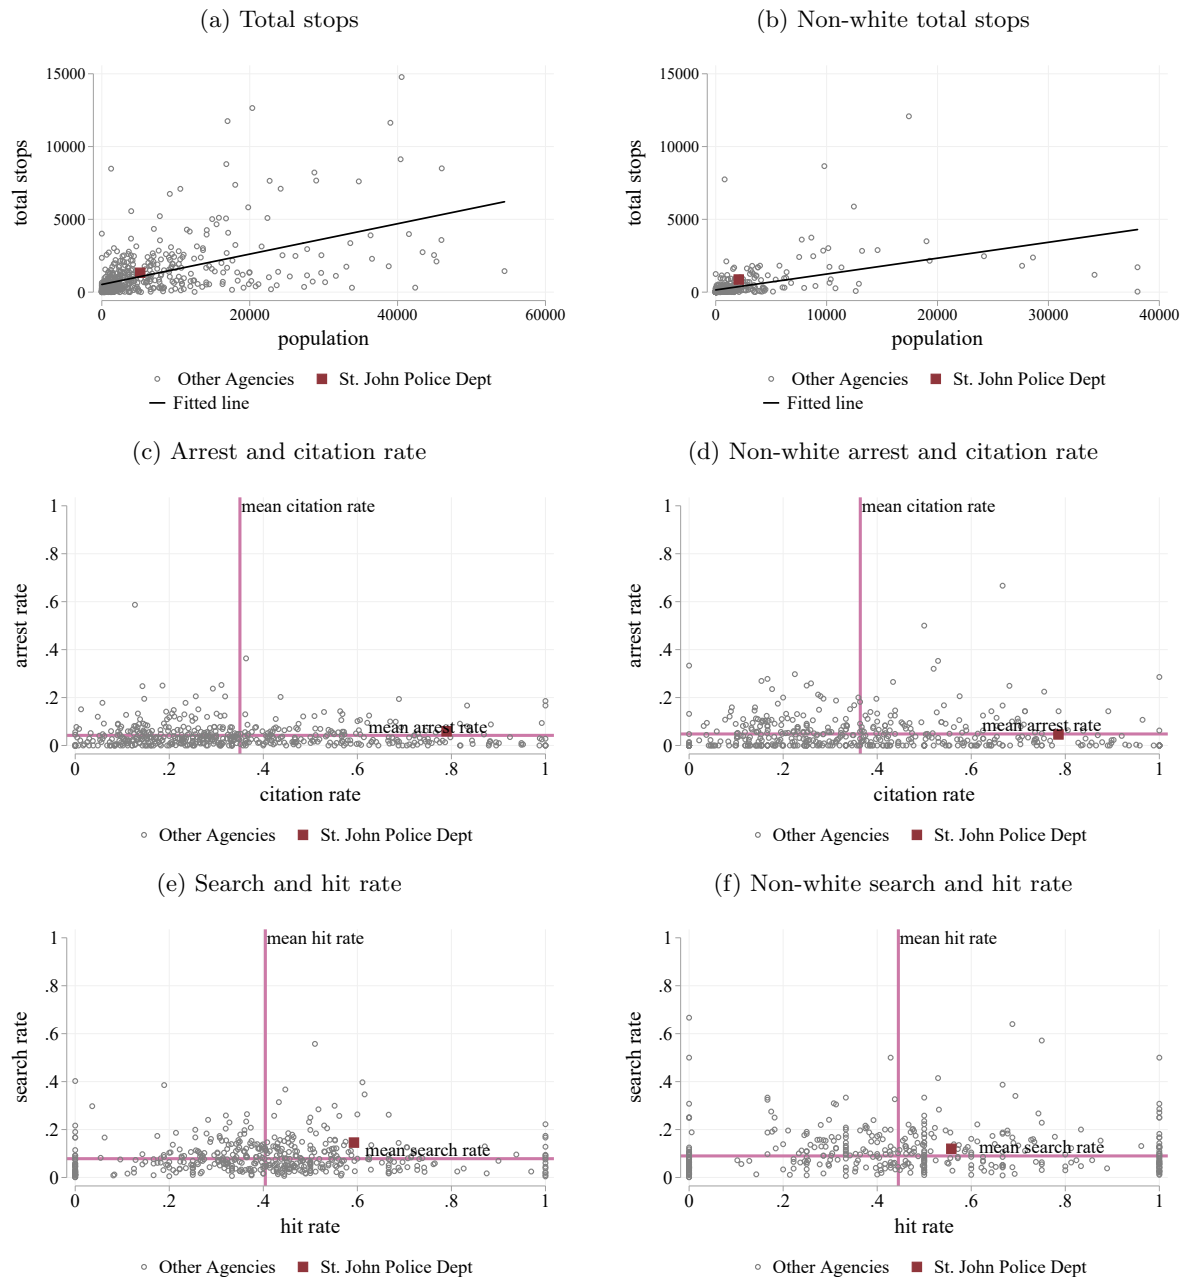 (a) Total stops
(b) Non-white total stops
total stops
15000
10000
5000
0
0 20000 40000 60000
population
Other Agencies St. John Police Dept
Fitted line
total stops
15000
10000
5000
0
0 10000 20000 30000 40000
population
Other Agencies St. John Police Dept
Fitted line
(c) Arrest and citation rate
(d) Non-white arrest and citation rate
arrest rate
1
.8
.6
.4
.2
0
mean citation rate
mean arrest rate
0 .2 .4 .6 .8 1
citation rate
Other Agencies St. John Police Dept
arrest rate
1
.8
.6
.4
.2
0
mean citation rate
mean arrest rate
0 .2 .4 .6 .8 1
citation rate
Other Agencies St. John Police Dept
(e) Search and hit rate
(f) Non-white search and hit rate
search rate
1
.8
.6
.4
.2
0
mean hit rate
mean search rate
0 .2 .4 .6 .8 1
hit rate
Other Agencies St. John Police Dept
search rate
1
.8
.6
.4
.2
0
mean hit rate
mean search rate
0 .2 .4 .6 .8 1
hit rate
Other Agencies St. John Police Dept